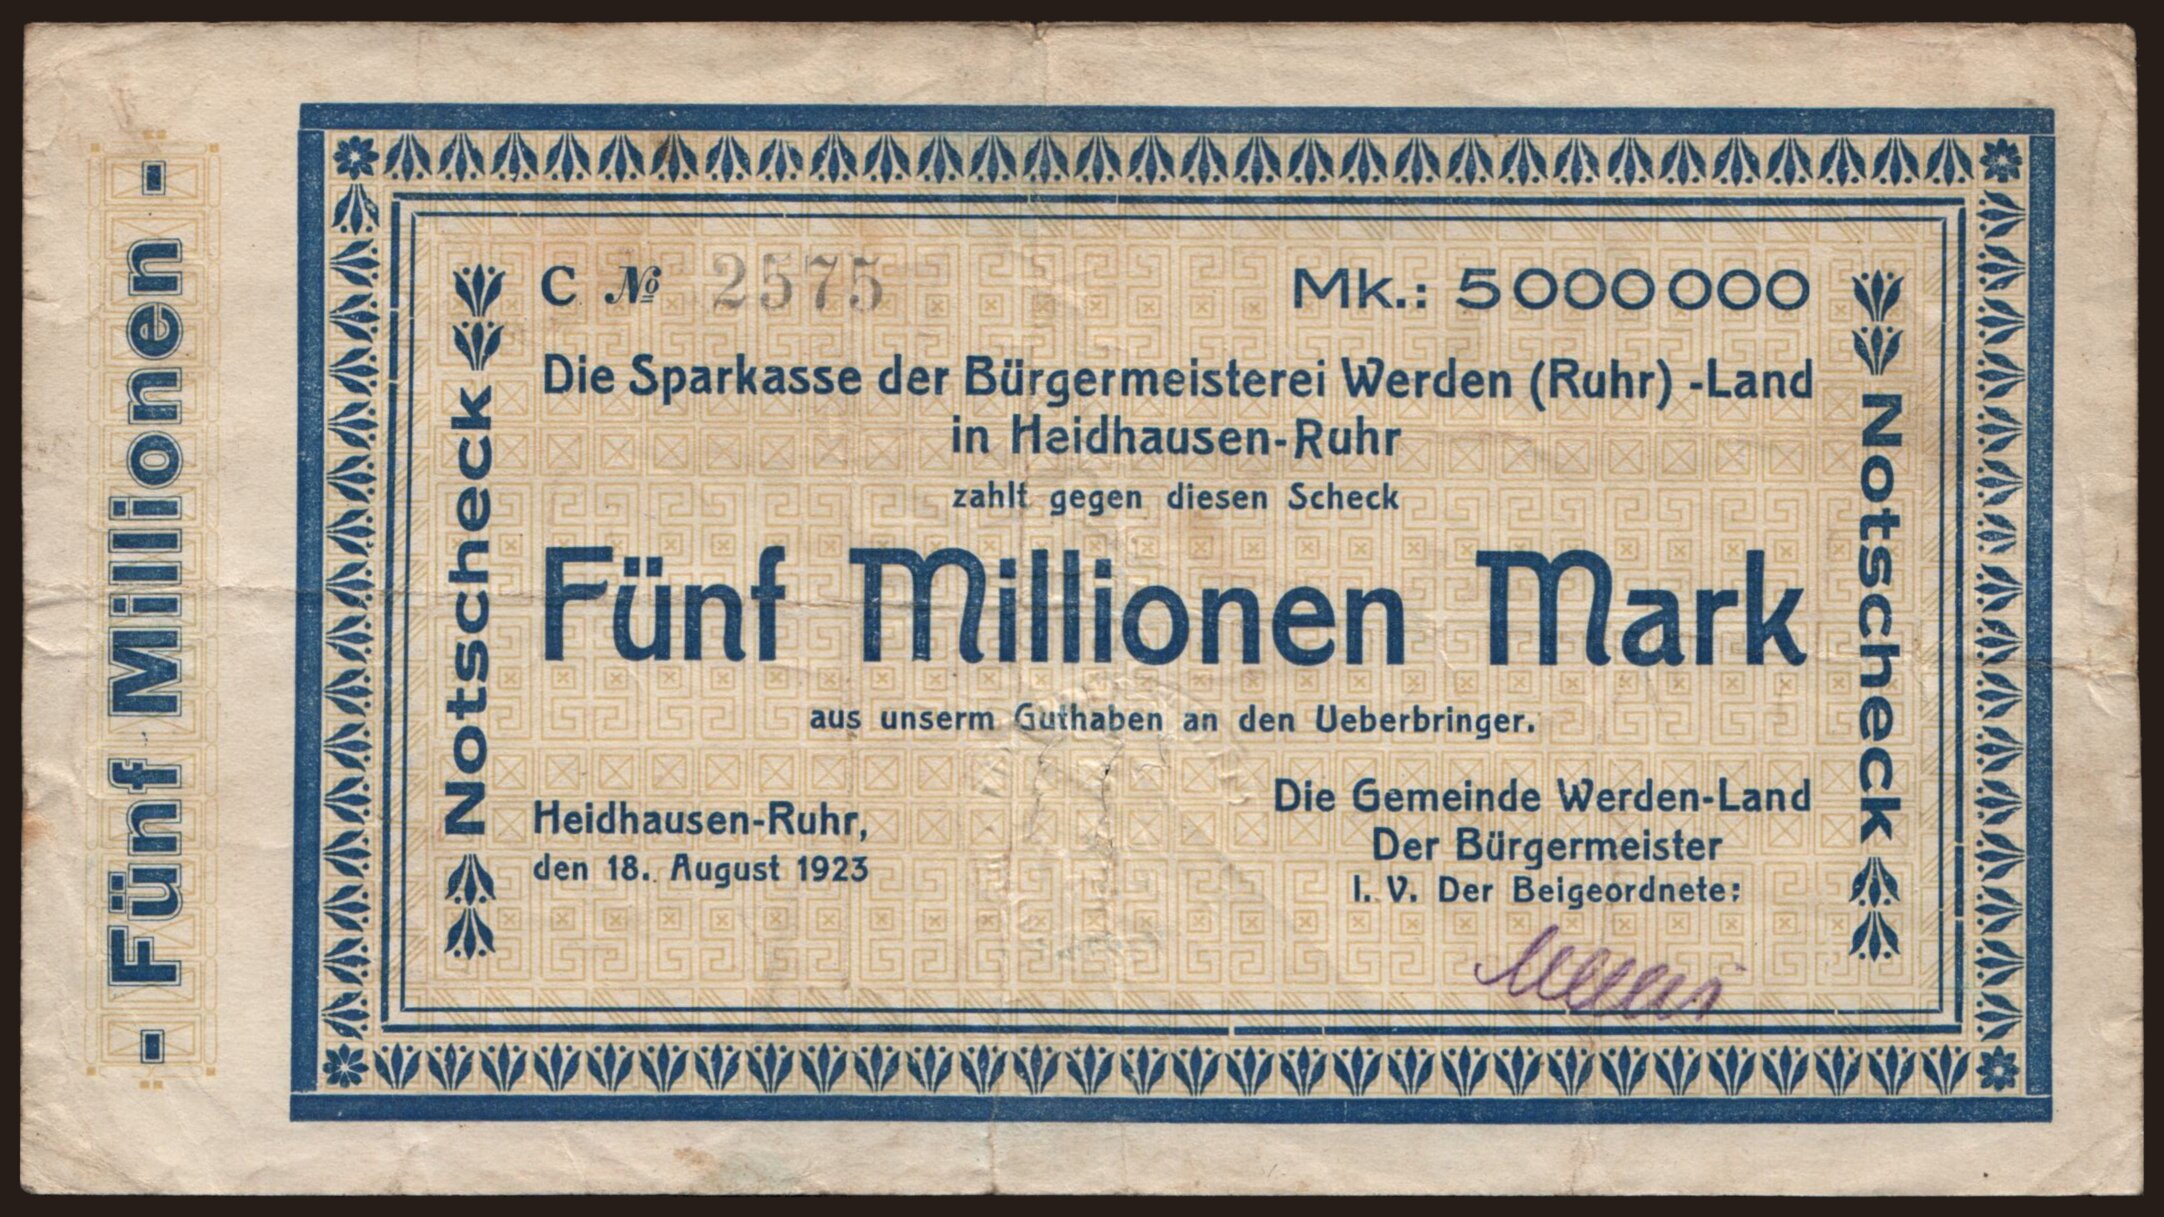 - Fünf Millionen -
Notscheck
C № 2575
Mk.: 5000000
Die Sparkasse der Bürgermeisterei Werden (Ruhr) -Land
in Heidhausen-Ruhr
zahlt gegen diesen Scheck
Fünf Millionen Mark
aus unserm Guthaben an den Ueberbringer.
Heidhausen-Ruhr,
den 18. August 1923
Die Gemeinde Werden-Land
Der Bürgermeister
I. V. Der Beigeordnete:
Notscheck